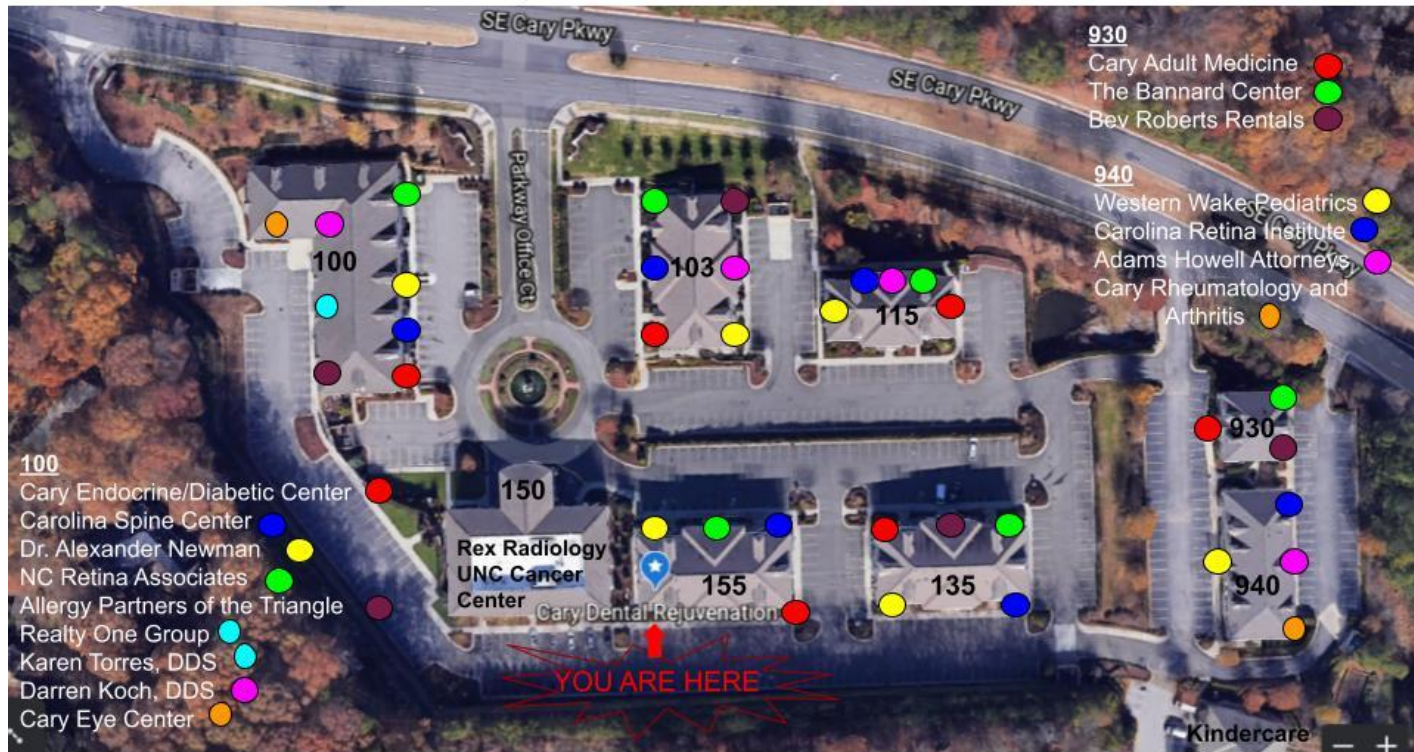 SE Cary Pkwy
SE Cary Pkwy
SE Cary Pkwy
Parkway Office Ct
930
Cary Adult Medicine
The Bannard Center
Bev Roberts Rentals
940
Western Wake Pediatrics
Carolina Retina Institute
Adams Howell Attorneys
Cary Rheumatology and
Arthritis
100
103
115
930
940
150
155
135
Rex Radiology
UNC Cancer
Center
Cary Dental Rejuvenation
YOU ARE HERE
100
Cary Endocrine/Diabetic Center
Carolina Spine Center
Dr. Alexander Newman
NC Retina Associates
Allergy Partners of the Triangle
Realty One Group
Karen Torres, DDS
Darren Koch, DDS
Cary Eye Center
Kindercare